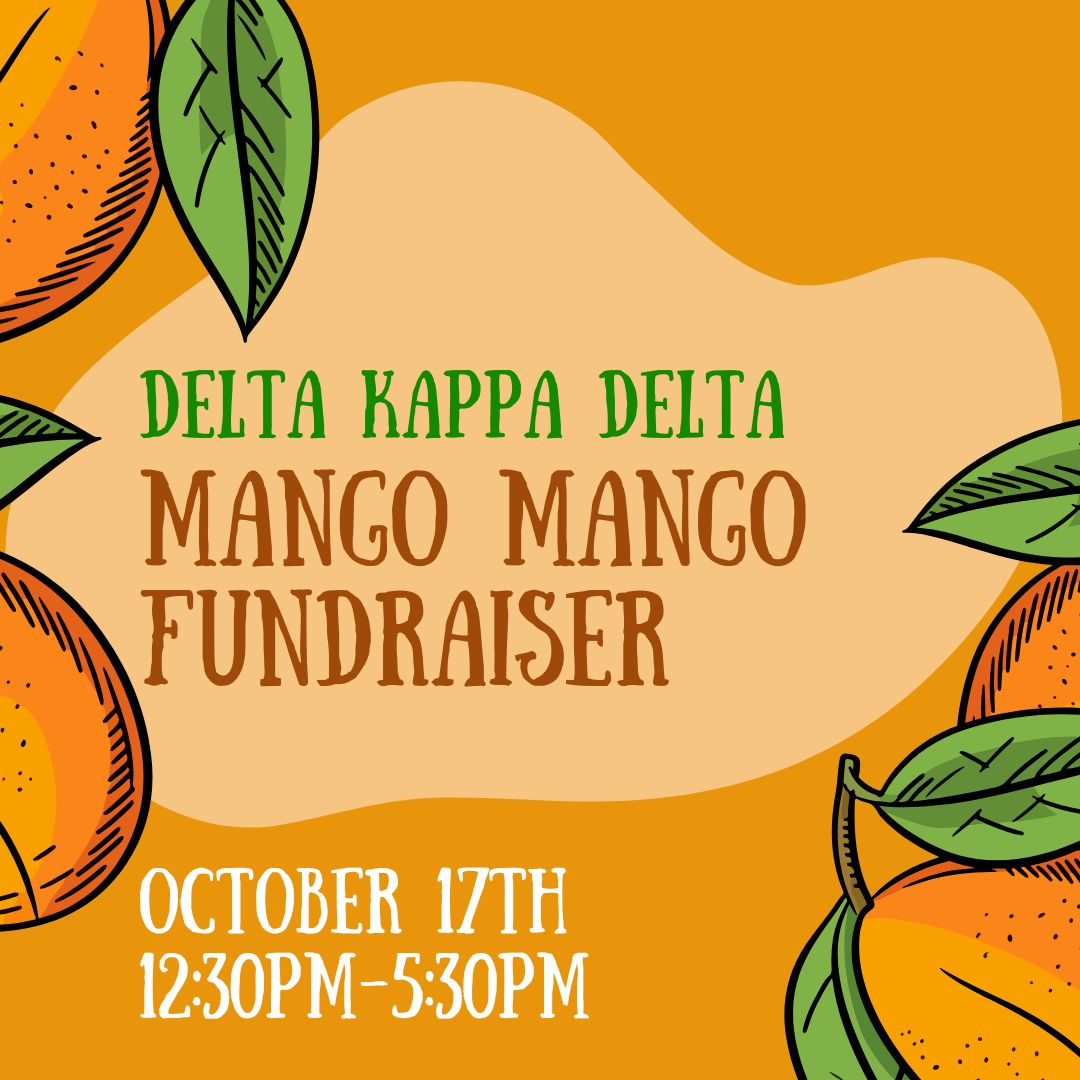 DELTA KAPPA DELTA
MANGO MANGO
FUNDRAISER
OCTOBER 17TH
12:30PM-5:30PM